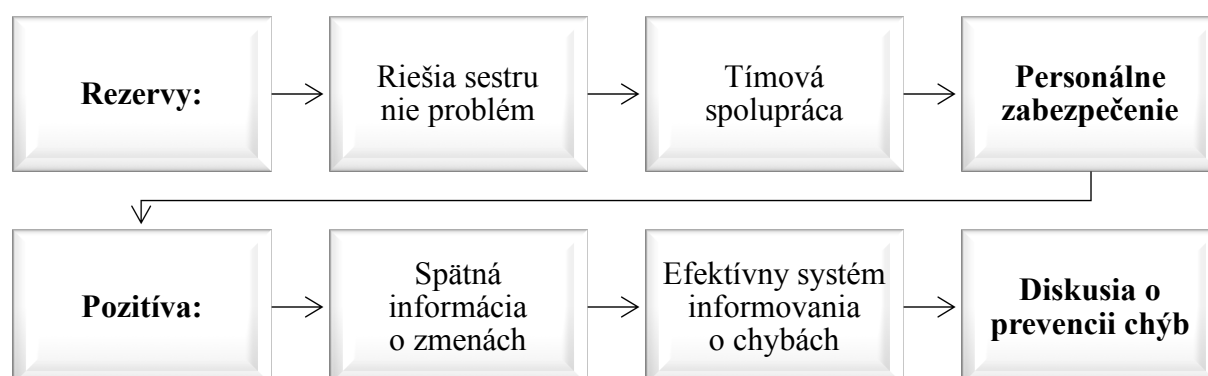 Rezervy:
Riešia sestru
nie problém
Tímová
spolupráca
Personálne
zabezpečenie
Pozitíva:
Spätná
informácia
o zmenách
Efektívny systém
informovania
o chybách
Diskusia o
prevencii chýb